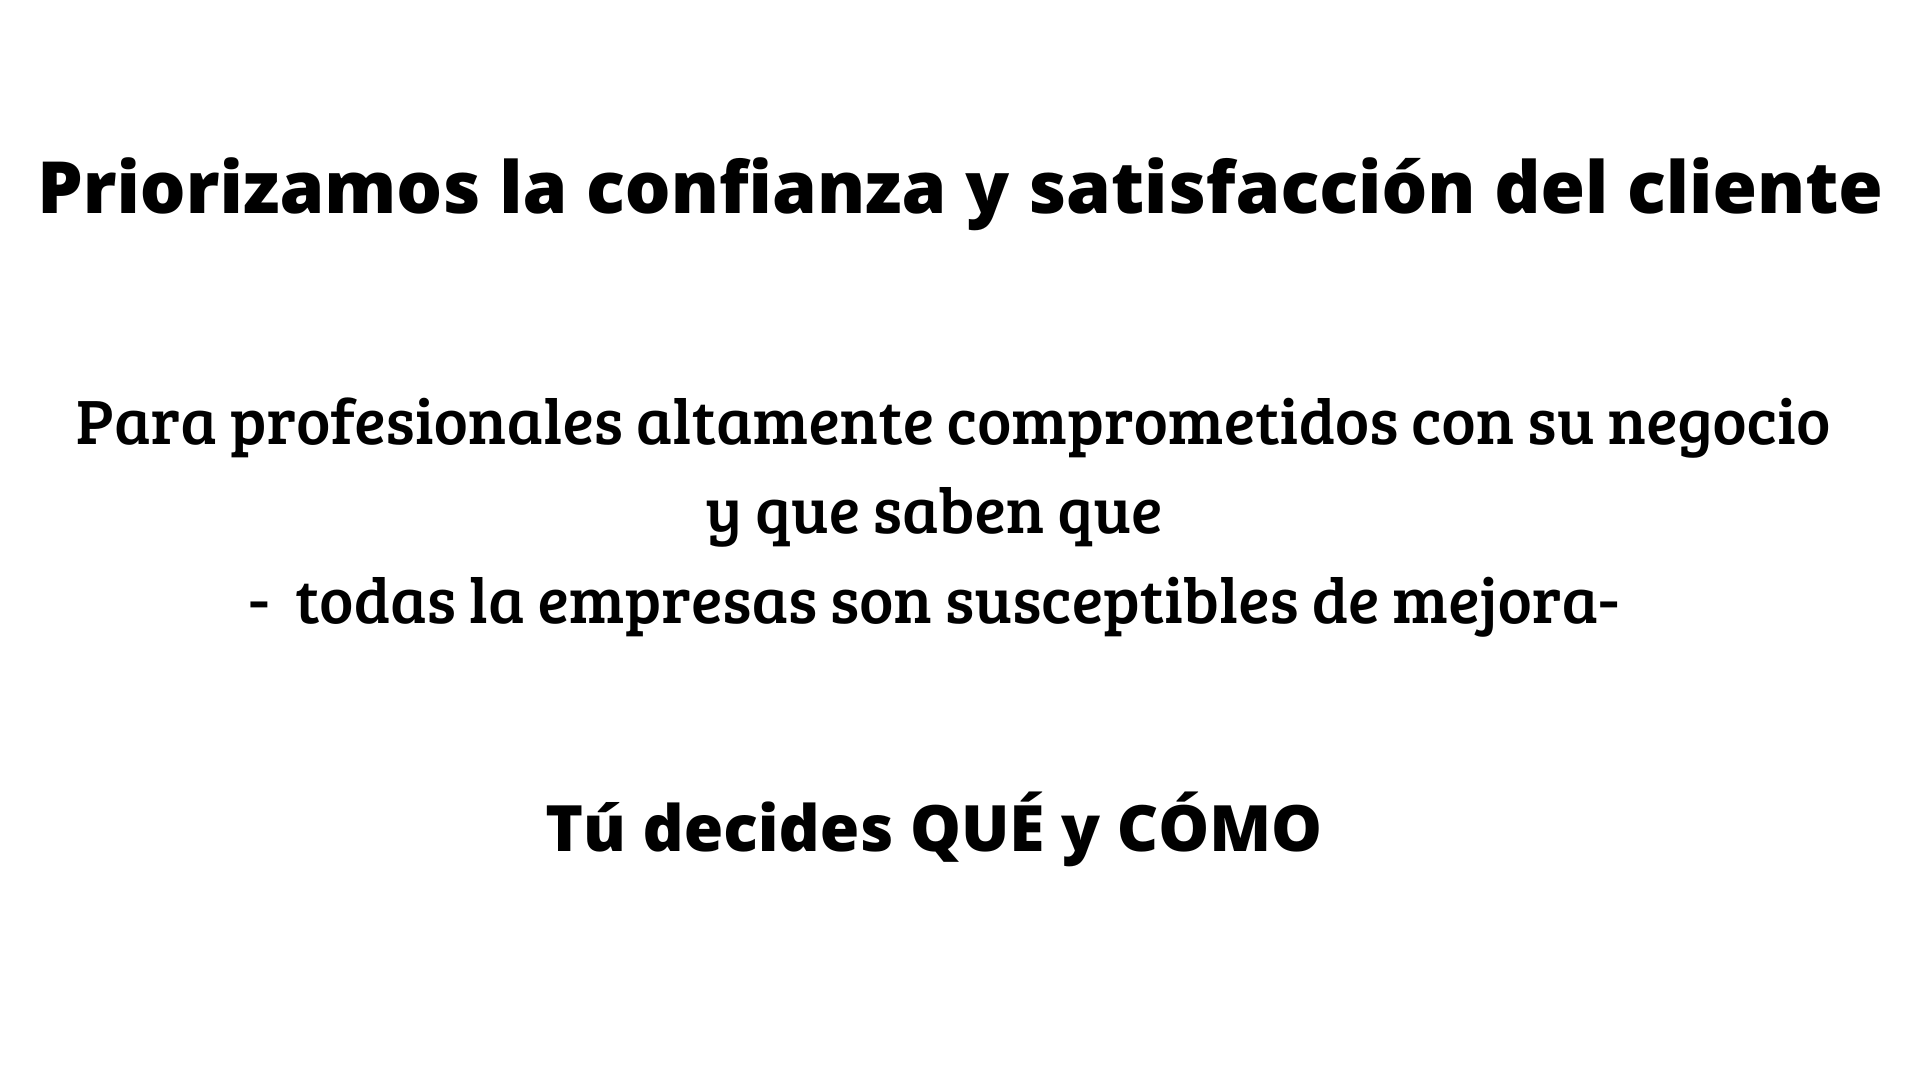 Priorizamos la confianza y satisfacción del cliente
Para profesionales altamente comprometidos con su negocio
y que saben que
- todas la empresas son susceptibles de mejora-
Tú decides QUÉ y CÓMO